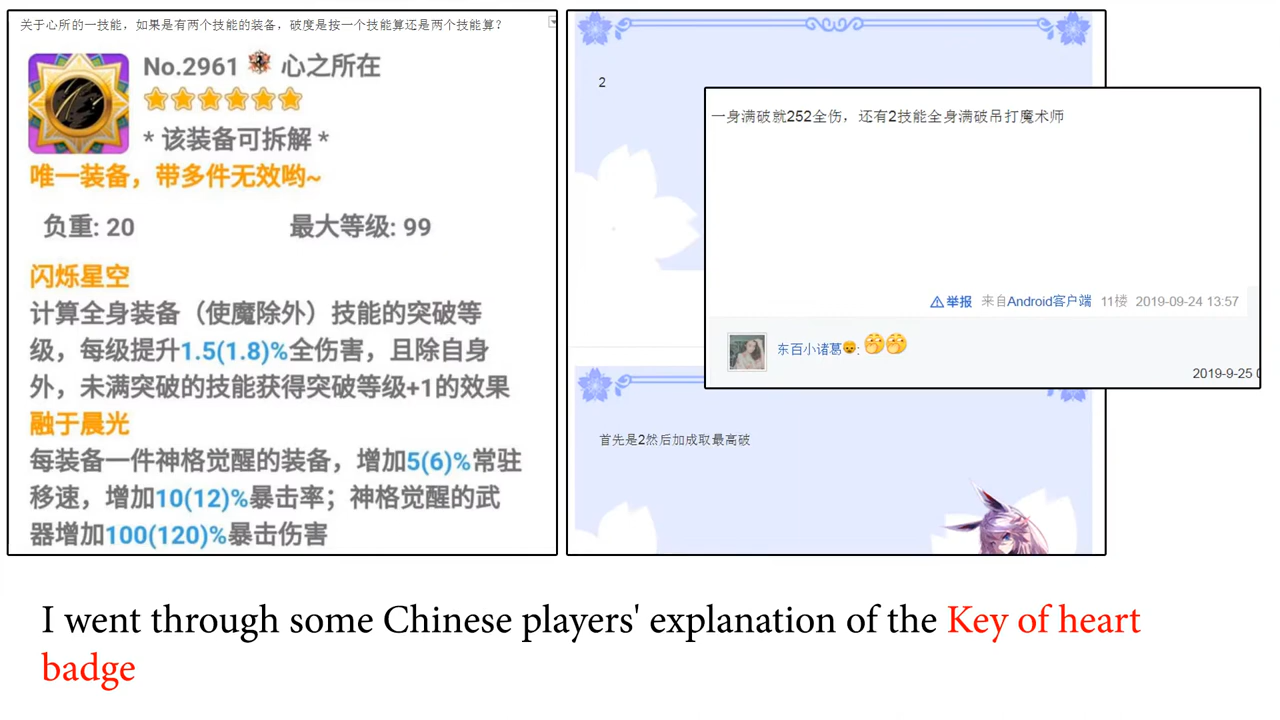 关于心所的一技能，如果是有两个技能的装备，破度是按一个技能算还是两个技能算？
No.2961 心之所在
* 该装备可拆解 *
唯一装备，带多件无效哟~
负重: 20 最大等级: 99
闪烁星空
计算全身装备（使魔除外）技能的突破等
级，每级提升1.5(1.8)%全伤害，且除自身
外，未满突破的技能获得突破等级+1的效果
融于晨光
每装备一件神格觉醒的装备，增加5(6)%常驻
移速，增加10(12)%暴击率；神格觉醒的武
器增加100(120)%暴击伤害
2
一身满破就252全伤，还有2技能全身满破吊打魔术师
举报 来自Android客户端 11楼 2019-09-24 13:57
东百小诸葛:
2019-9-25 0
首先是2然后加成取最高破
I went through some Chinese players' explanation of the Key of heart
badge